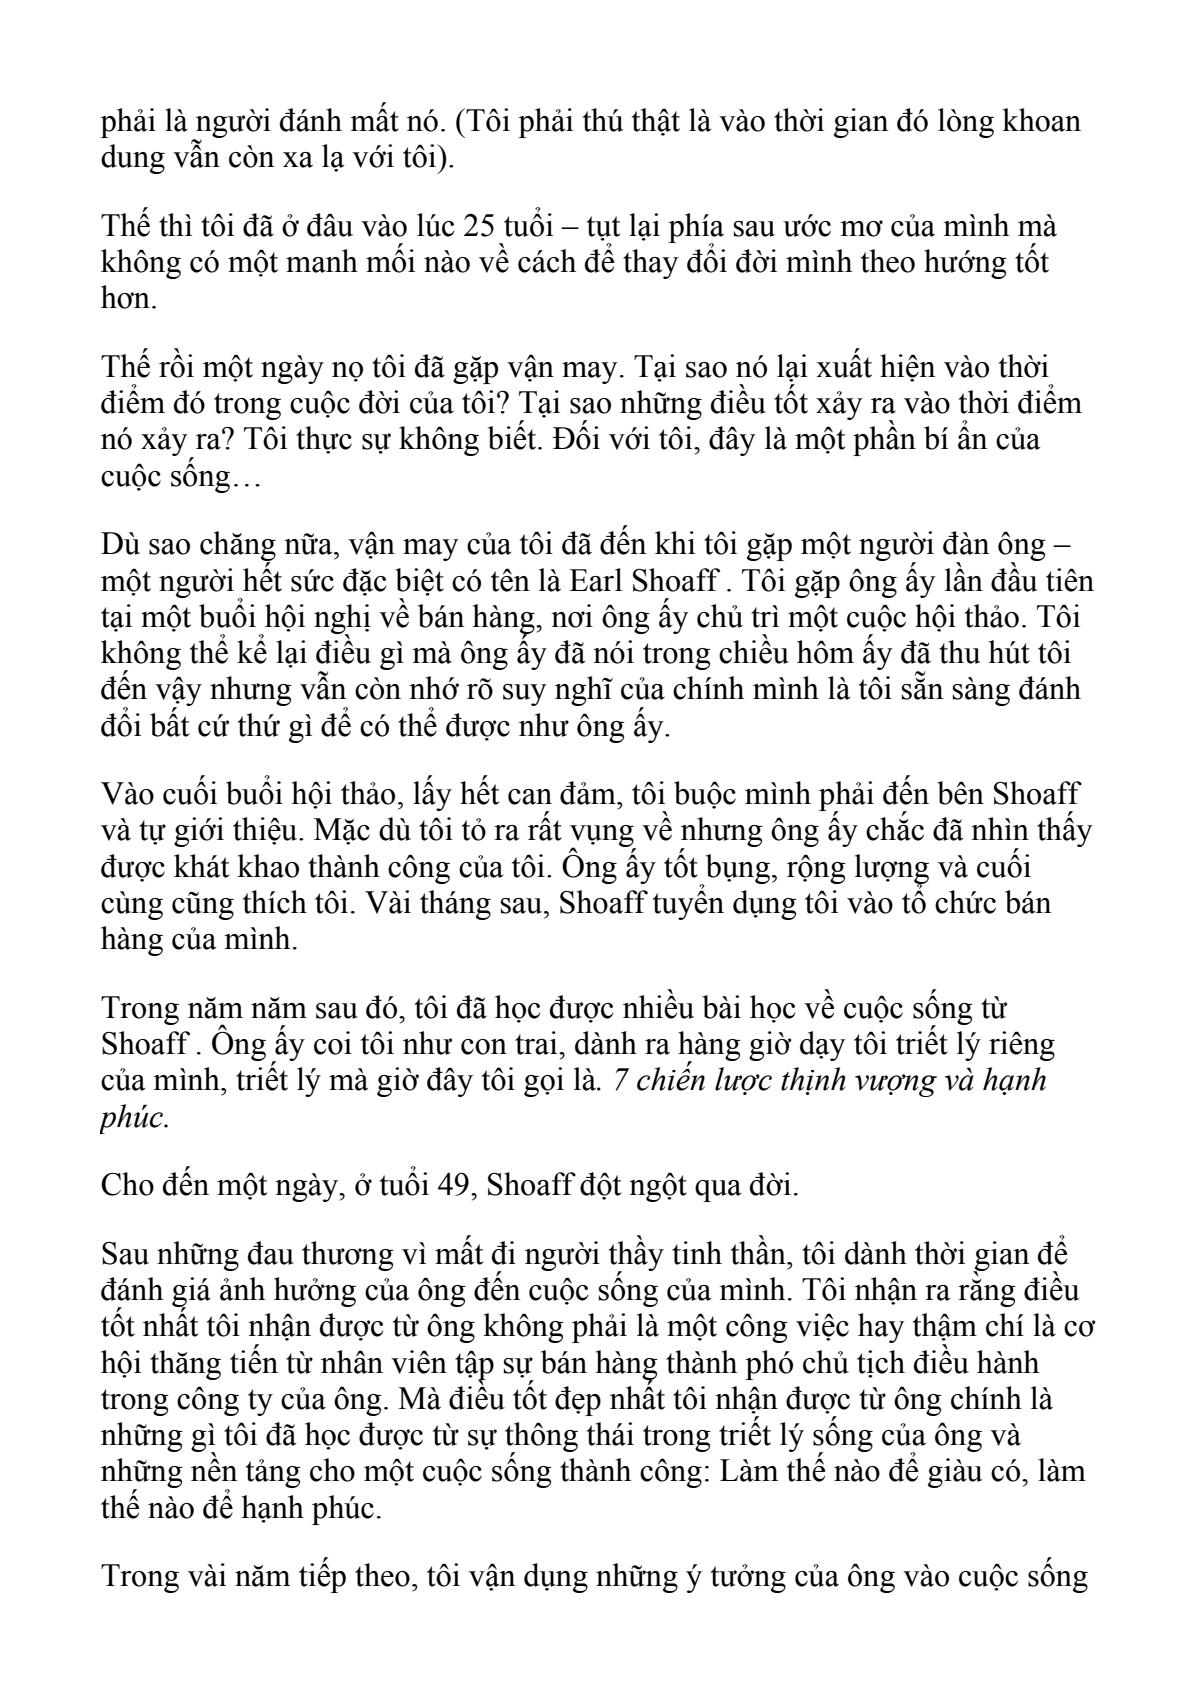 phải là người đánh mất nó. (Tôi phải thú thật là vào thời gian đó lòng khoan
dung vẫn còn xa lạ với tôi).
Thế thì tôi đã ở đâu vào lúc 25 tuổi – tụt lại phía sau ước mơ của mình mà
không có một manh mối nào về cách để thay đổi đời mình theo hướng tốt
hơn.
Thế rồi một ngày nọ tôi đã gặp vận may. Tại sao nó lại xuất hiện vào thời
điểm đó trong cuộc đời của tôi? Tại sao những điều tốt xảy ra vào thời điểm
nó xảy ra? Tôi thực sự không biết. Đối với tôi, đây là một phần bí ẩn của
cuộc sống…
Dù sao chăng nữa, vận may của tôi đã đến khi tôi gặp một người đàn ông –
một người hết sức đặc biệt có tên là Earl Shoaff . Tôi gặp ông ấy lần đầu tiên
tại một buổi hội nghị về bán hàng, nơi ông ấy chủ trì một cuộc hội thảo. Tôi
không thể kể lại điều gì mà ông ấy đã nói trong chiều hôm ấy đã thu hút tôi
đến vậy nhưng vẫn còn nhớ rõ suy nghĩ của chính mình là tôi sẵn sàng đánh
đổi bất cứ thứ gì để có thể được như ông ấy.
Vào cuối buổi hội thảo, lấy hết can đảm, tôi buộc mình phải đến bên Shoaff
và tự giới thiệu. Mặc dù tôi tỏ ra rất vụng về nhưng ông ấy chắc đã nhìn thấy
được khát khao thành công của tôi. Ông ấy tốt bụng, rộng lượng và cuối
cùng cũng thích tôi. Vài tháng sau, Shoaff tuyển dụng tôi vào tổ chức bán
hàng của mình.
Trong năm năm sau đó, tôi đã học được nhiều bài học về cuộc sống từ
Shoaff . Ông ấy coi tôi như con trai, dành ra hàng giờ dạy tôi triết lý riêng
của mình, triết lý mà giờ đây tôi gọi là. 7 chiến lược thịnh vượng và hạnh
phúc.
Cho đến một ngày, ở tuổi 49, Shoaff đột ngột qua đời.
Sau những đau thương vì mất đi người thầy tinh thần, tôi dành thời gian để
đánh giá ảnh hưởng của ông đến cuộc sống của mình. Tôi nhận ra rằng điều
tốt nhất tôi nhận được từ ông không phải là một công việc hay thậm chí là cơ
hội thăng tiến từ nhân viên tập sự bán hàng thành phó chủ tịch điều hành
trong công ty của ông. Mà điều tốt đẹp nhất tôi nhận được từ ông chính là
những gì tôi đã học được từ sự thông thái trong triết lý sống của ông và
những nền tảng cho một cuộc sống thành công: Làm thế nào để giàu có, làm
thế nào để hạnh phúc.
Trong vài năm tiếp theo, tôi vận dụng những ý tưởng của ông vào cuộc sống